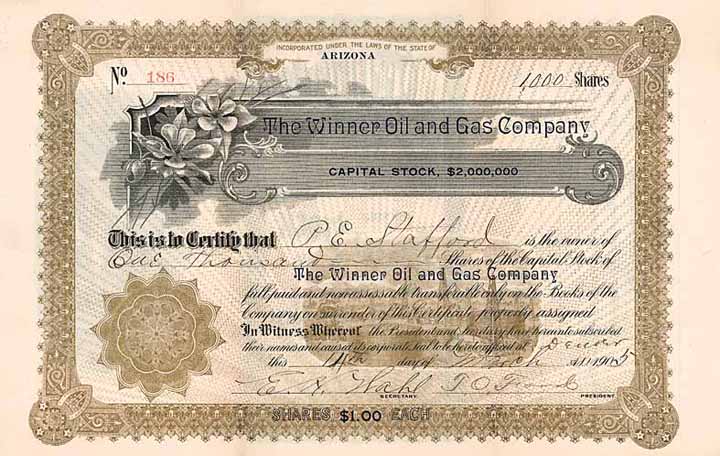 INCORPORATED UNDER THE LAWS OF THE STATE OF
ARIZONA
No. 186
1,000 Shares
The Winner Oil and Gas Company
CAPITAL STOCK, $2,000,000
This is to Certify that P. E. Stafford is the owner of
One Thousand Shares of the Capital Stock of
The Winner Oil and Gas Company
full paid and nonassessable transferable only on the Books of the
Company on surrender of this Certificate properly assigned
In Witness Whereof the President and Secretary have hereunto subscribed
their names and caused its corporate seal to be hereto affixed at Denver
this 14th day of March A.D. 1905
E. A. Wahl T. O.
SECRETARY. PRESIDENT.
SHARES $1.00 EACH